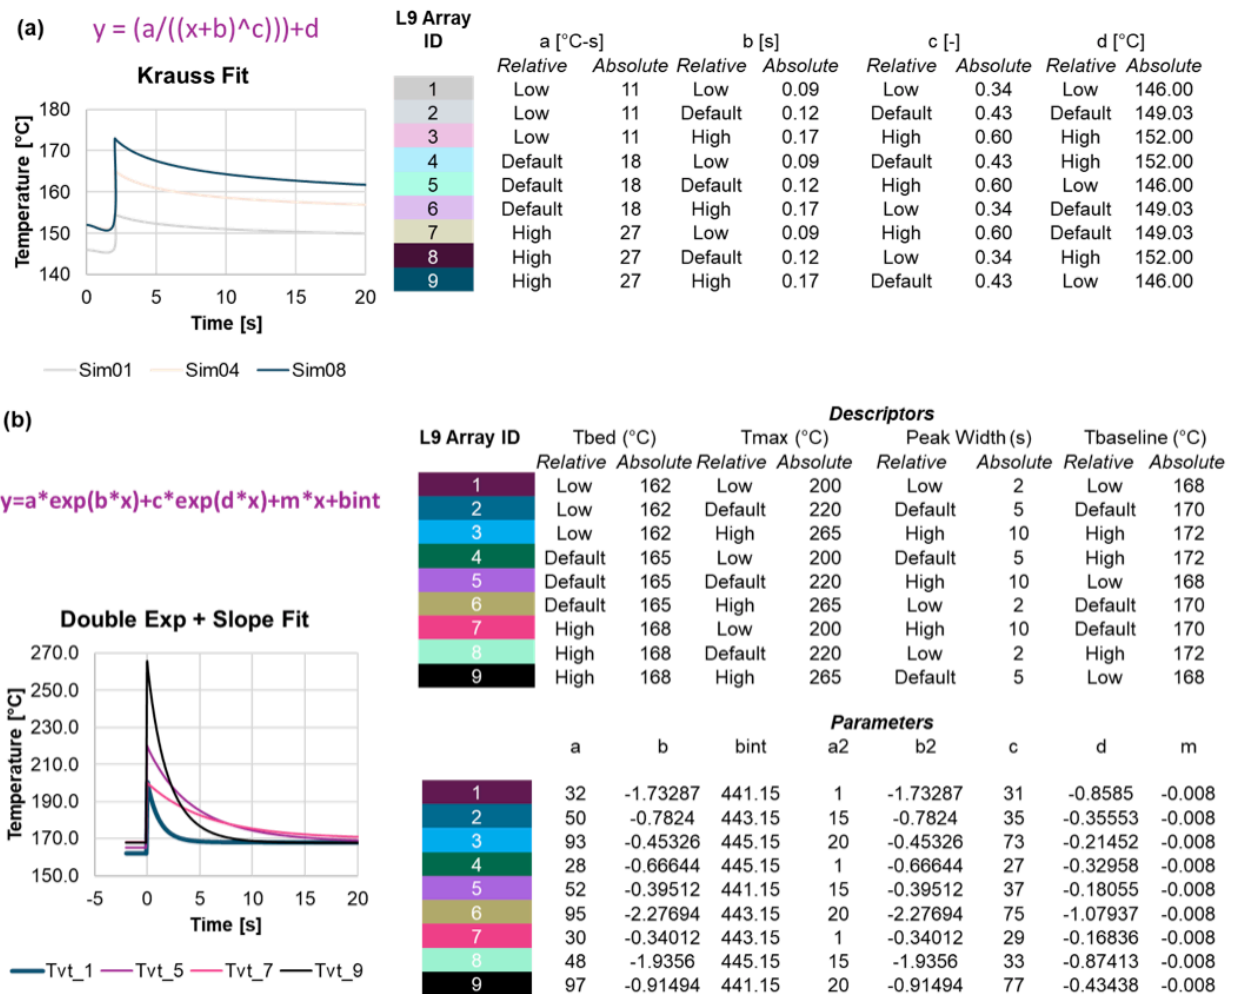 (a)
y = (a/((x+b)^c)))+d
Krauss Fit
Temperature [°C]
180
170
160
150
140
0 5 10 15 20
Time [s]
Sim01 Sim04 Sim08
L9 Array ID
a [°C-s] b [s] c [-] d [°C]
Relative Absolute Relative Absolute Relative Absolute Relative Absolute
1 Low 11 Low 0.09 Low 0.34 Low 146.00
2 Low 11 Default 0.12 Default 0.43 Default 149.03
3 Low 11 High 0.17 High 0.60 High 152.00
4 Default 18 Low 0.09 Default 0.43 High 152.00
5 Default 18 Default 0.12 High 0.60 Low 146.00
6 Default 18 High 0.17 Low 0.34 Default 149.03
7 High 27 Low 0.09 High 0.60 Default 149.03
8 High 27 Default 0.12 Low 0.34 High 152.00
9 High 27 High 0.17 Default 0.43 Low 146.00
(b)
y=a*exp(b*x)+c*exp(d*x)+m*x+bint
Double Exp + Slope Fit
Temperature [°C]
270.0
250.0
230.0
210.0
190.0
170.0
150.0
-5 0 5 10 15 20
Time [s]
Tvt_1 Tvt_5 Tvt_7 Tvt_9
Descriptors
L9 Array ID Tbed (°C) Tmax (°C) Peak Width (s) Tbaseline (°C)
Relative Absolute Relative Absolute Relative Absolute Relative Absolute
1 Low 162 Low 200 Low 2 Low 168
2 Low 162 Default 220 Default 5 Default 170
3 Low 162 High 265 High 10 High 172
4 Default 165 Low 200 Default 5 High 172
5 Default 165 Default 220 High 10 Low 168
6 Default 165 High 265 Low 2 Default 170
7 High 168 Low 200 High 10 Default 170
8 High 168 Default 220 Low 2 High 172
9 High 168 High 265 Default 5 Low 168
Parameters
a b bint a2 b2 c d m
1 32 -1.73287 441.15 1 -1.73287 31 -0.8585 -0.008
2 50 -0.7824 443.15 15 -0.7824 35 -0.35553 -0.008
3 93 -0.45326 445.15 20 -0.45326 73 -0.21452 -0.008
4 28 -0.66644 445.15 1 -0.66644 27 -0.32958 -0.008
5 52 -0.39512 441.15 15 -0.39512 37 -0.18055 -0.008
6 95 -2.27694 443.15 20 -2.27694 75 -1.07937 -0.008
7 30 -0.34012 443.15 1 -0.34012 29 -0.16836 -0.008
8 48 -1.9356 445.15 15 -1.9356 33 -0.87413 -0.008
9 97 -0.91494 441.15 20 -0.91494 77 -0.43438 -0.008